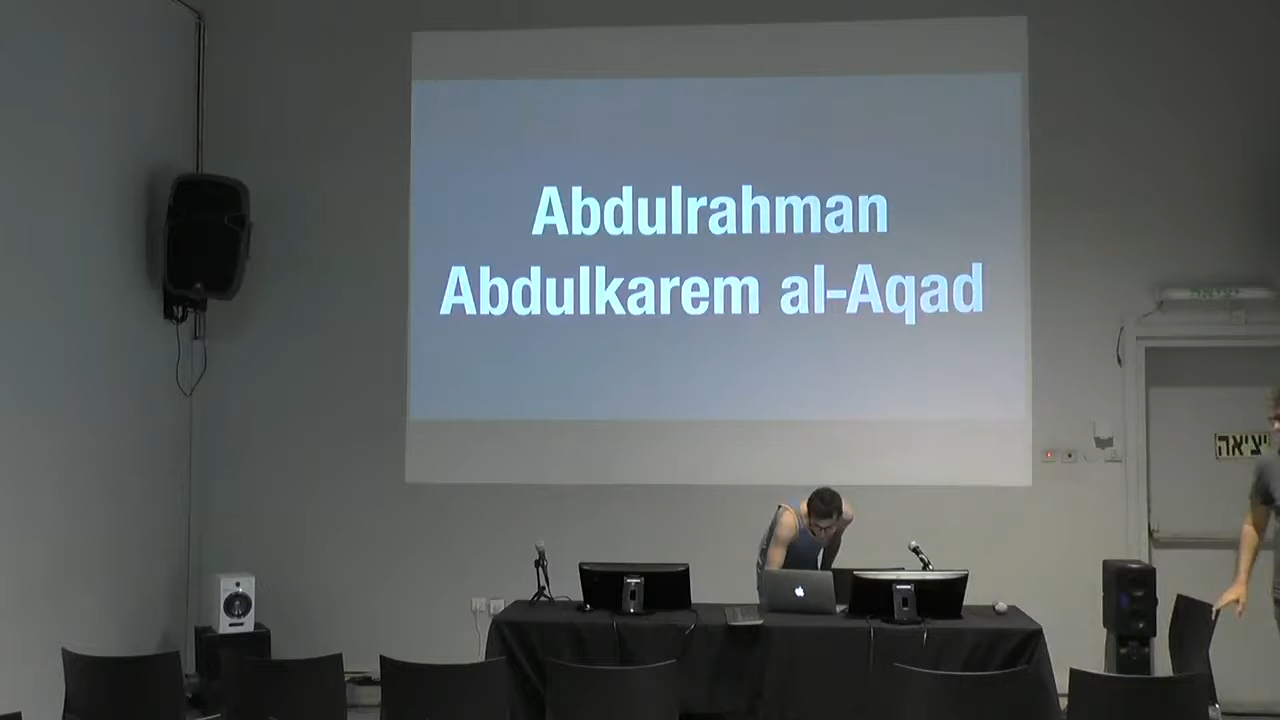 Abdulrahman
Abdulkarem al-Aqad
יציאה